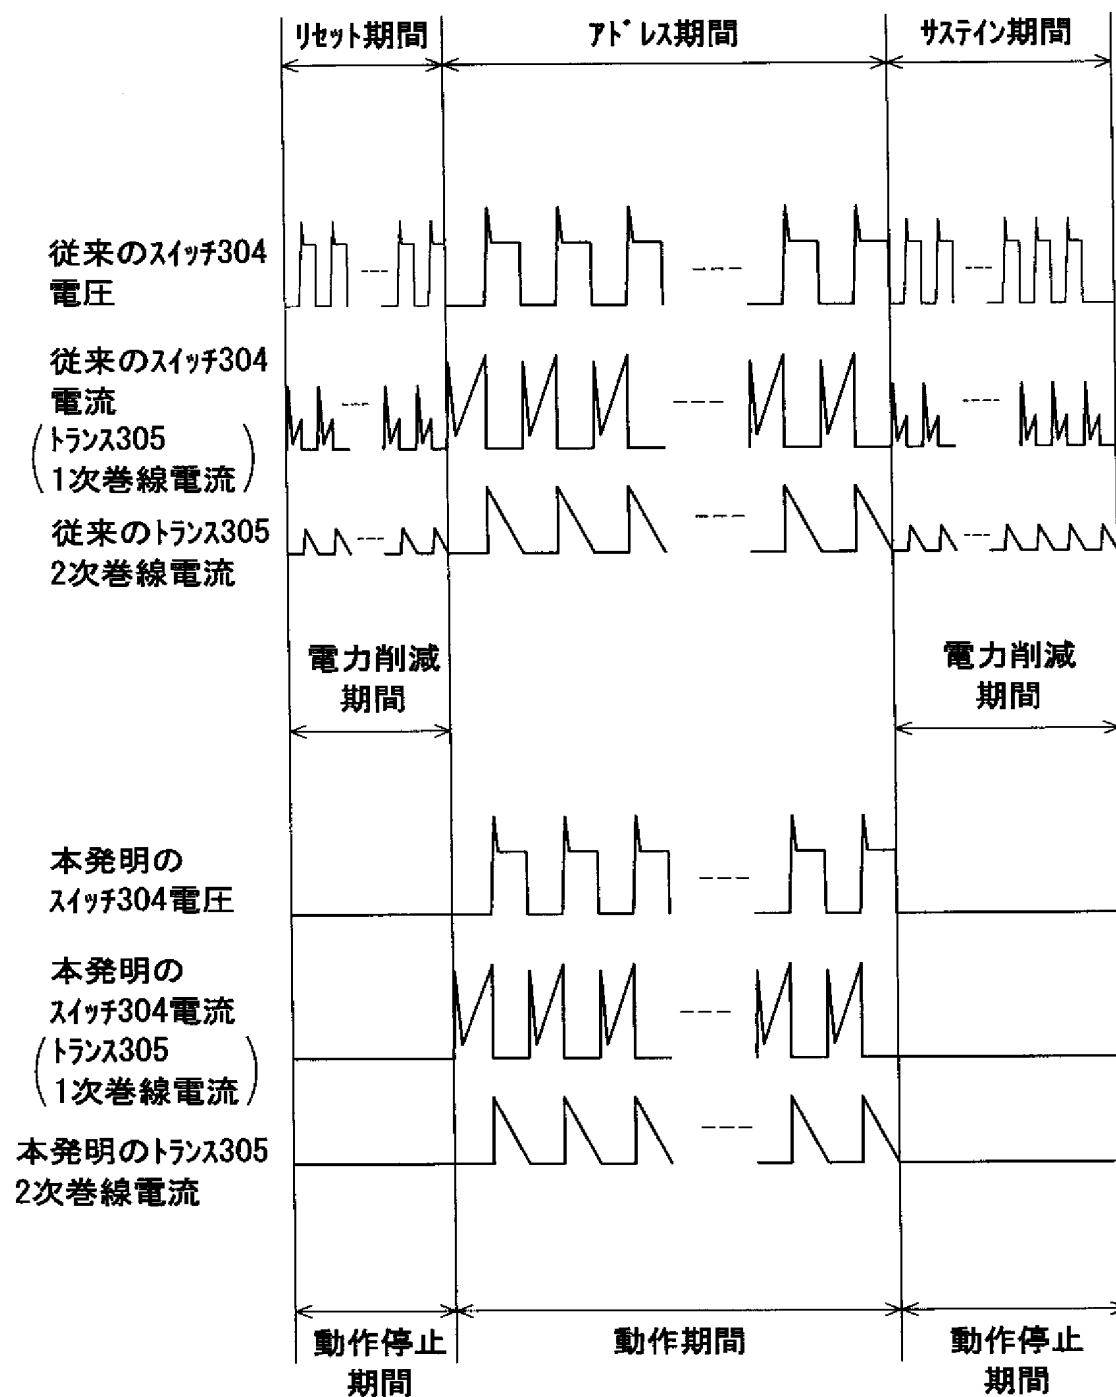 リセット期間
アドレス期間
サステイン期間
従来のスイッチ304
電圧
従来のスイッチ304
電流
(トランス305
1次巻線電流)
従来のトランス305
2次巻線電流
電力削減
期間
電力削減
期間
本発明の
スイッチ304電圧
本発明の
スイッチ304電流
(トランス305
1次巻線電流)
本発明のトランス305
2次巻線電流
動作停止
期間
動作期間
動作停止
期間